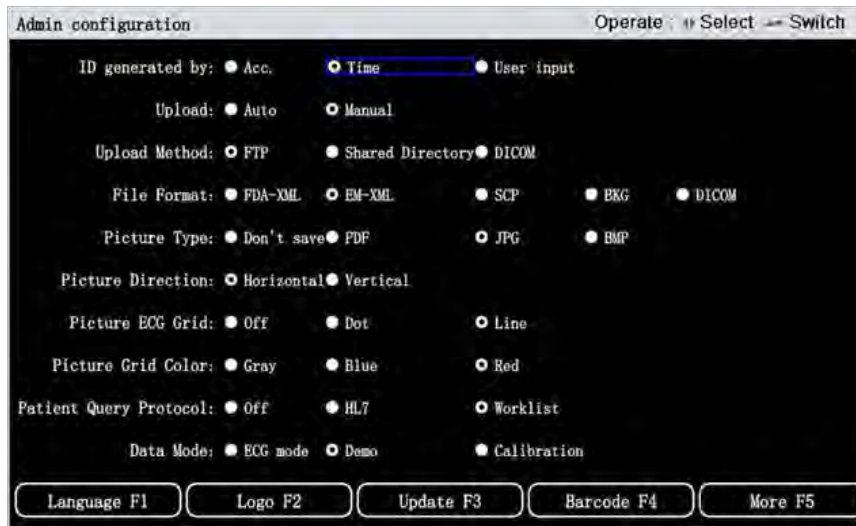 Admin configuration Operate : Select Switch
ID generated by: Acc. Time User input
Upload: Auto Manual
Upload Method: FTP Shared Directory DICOM
File Format: FDA-XML EM-XML SCP BKG DICOM
Picture Type: Don't save PDF JPG BMP
Picture Direction: Horizontal Vertical
Picture ECG Grid: Off Dot Line
Picture Grid Color: Gray Blue Red
Patient Query Protocol: Off HL7 Worklist
Data Mode: ECG mode Demo Calibration
Language F1 Logo F2 Update F3 Barcode F4 More F5